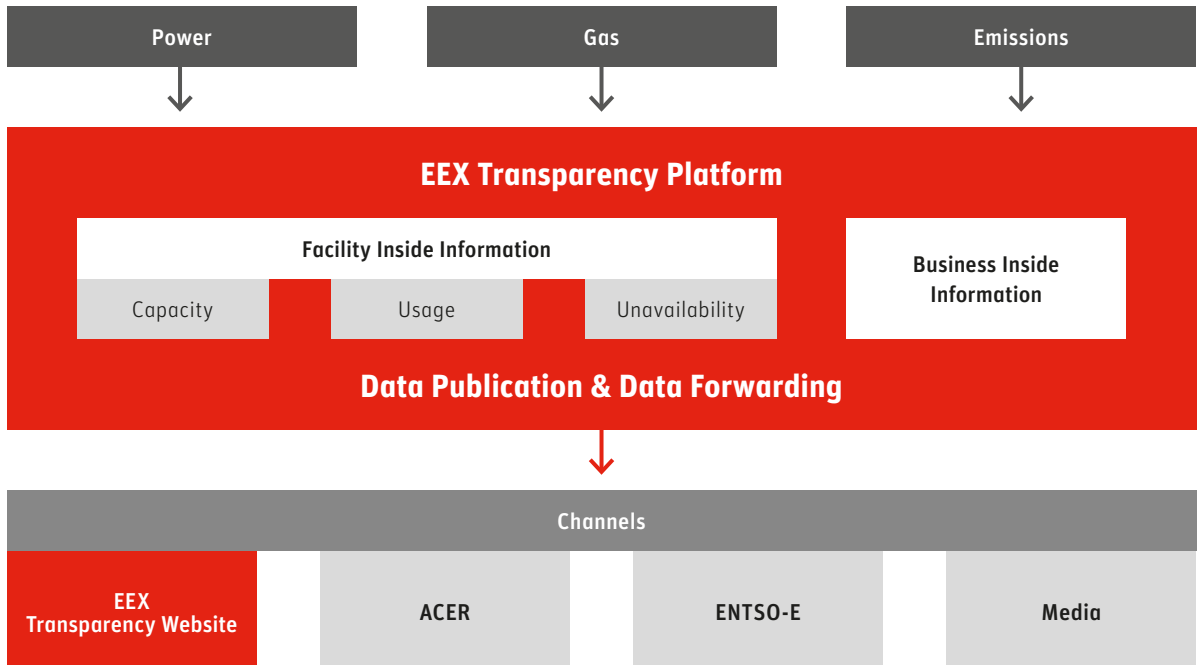 Power
Gas
Emissions
EEX Transparency Platform
Facility Inside Information
Capacity
Usage
Unavailability
Business Inside
Information
Data Publication & Data Forwarding
Channels
EEX
Transparency Website
ACER
ENTSO-E
Media